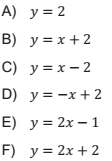 A) y = 2
B) y = x + 2
C) y = x − 2
D) y = −x + 2
E) y = 2x − 1
F) y = 2x + 2